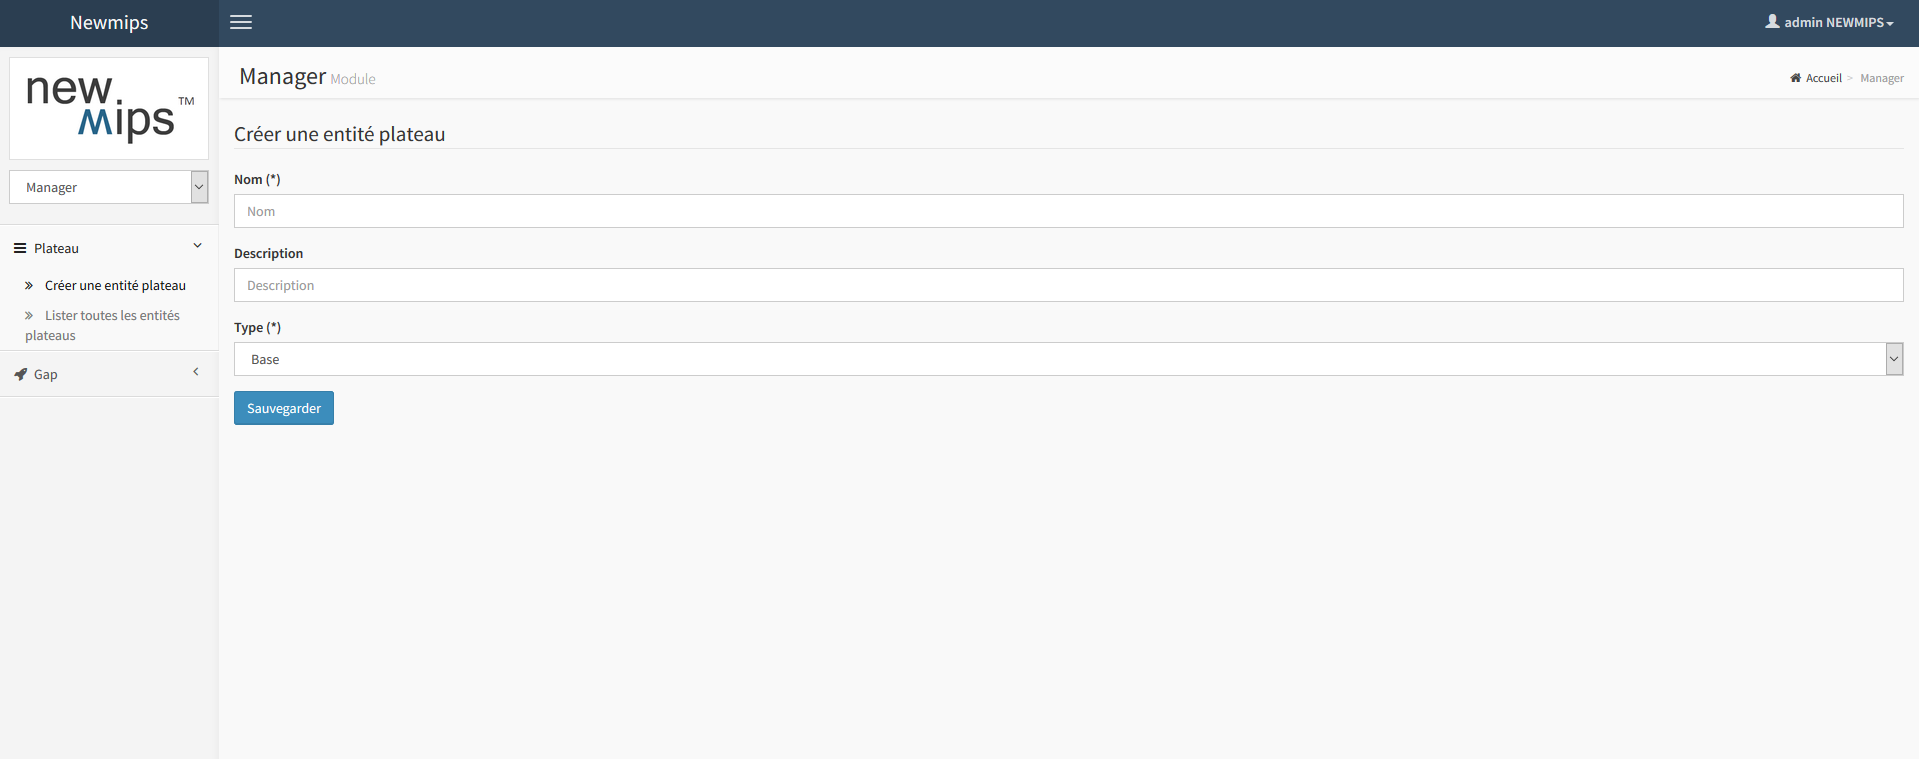 Newmips
admin NEWMIPS
new
mips ™
Manager
Plateau
Créer une entité plateau
Lister toutes les entités
plateaus
Gap
Manager Module
Accueil > Manager
Créer une entité plateau
Nom (*)
Nom
Description
Description
Type (*)
Base
Sauvegarder